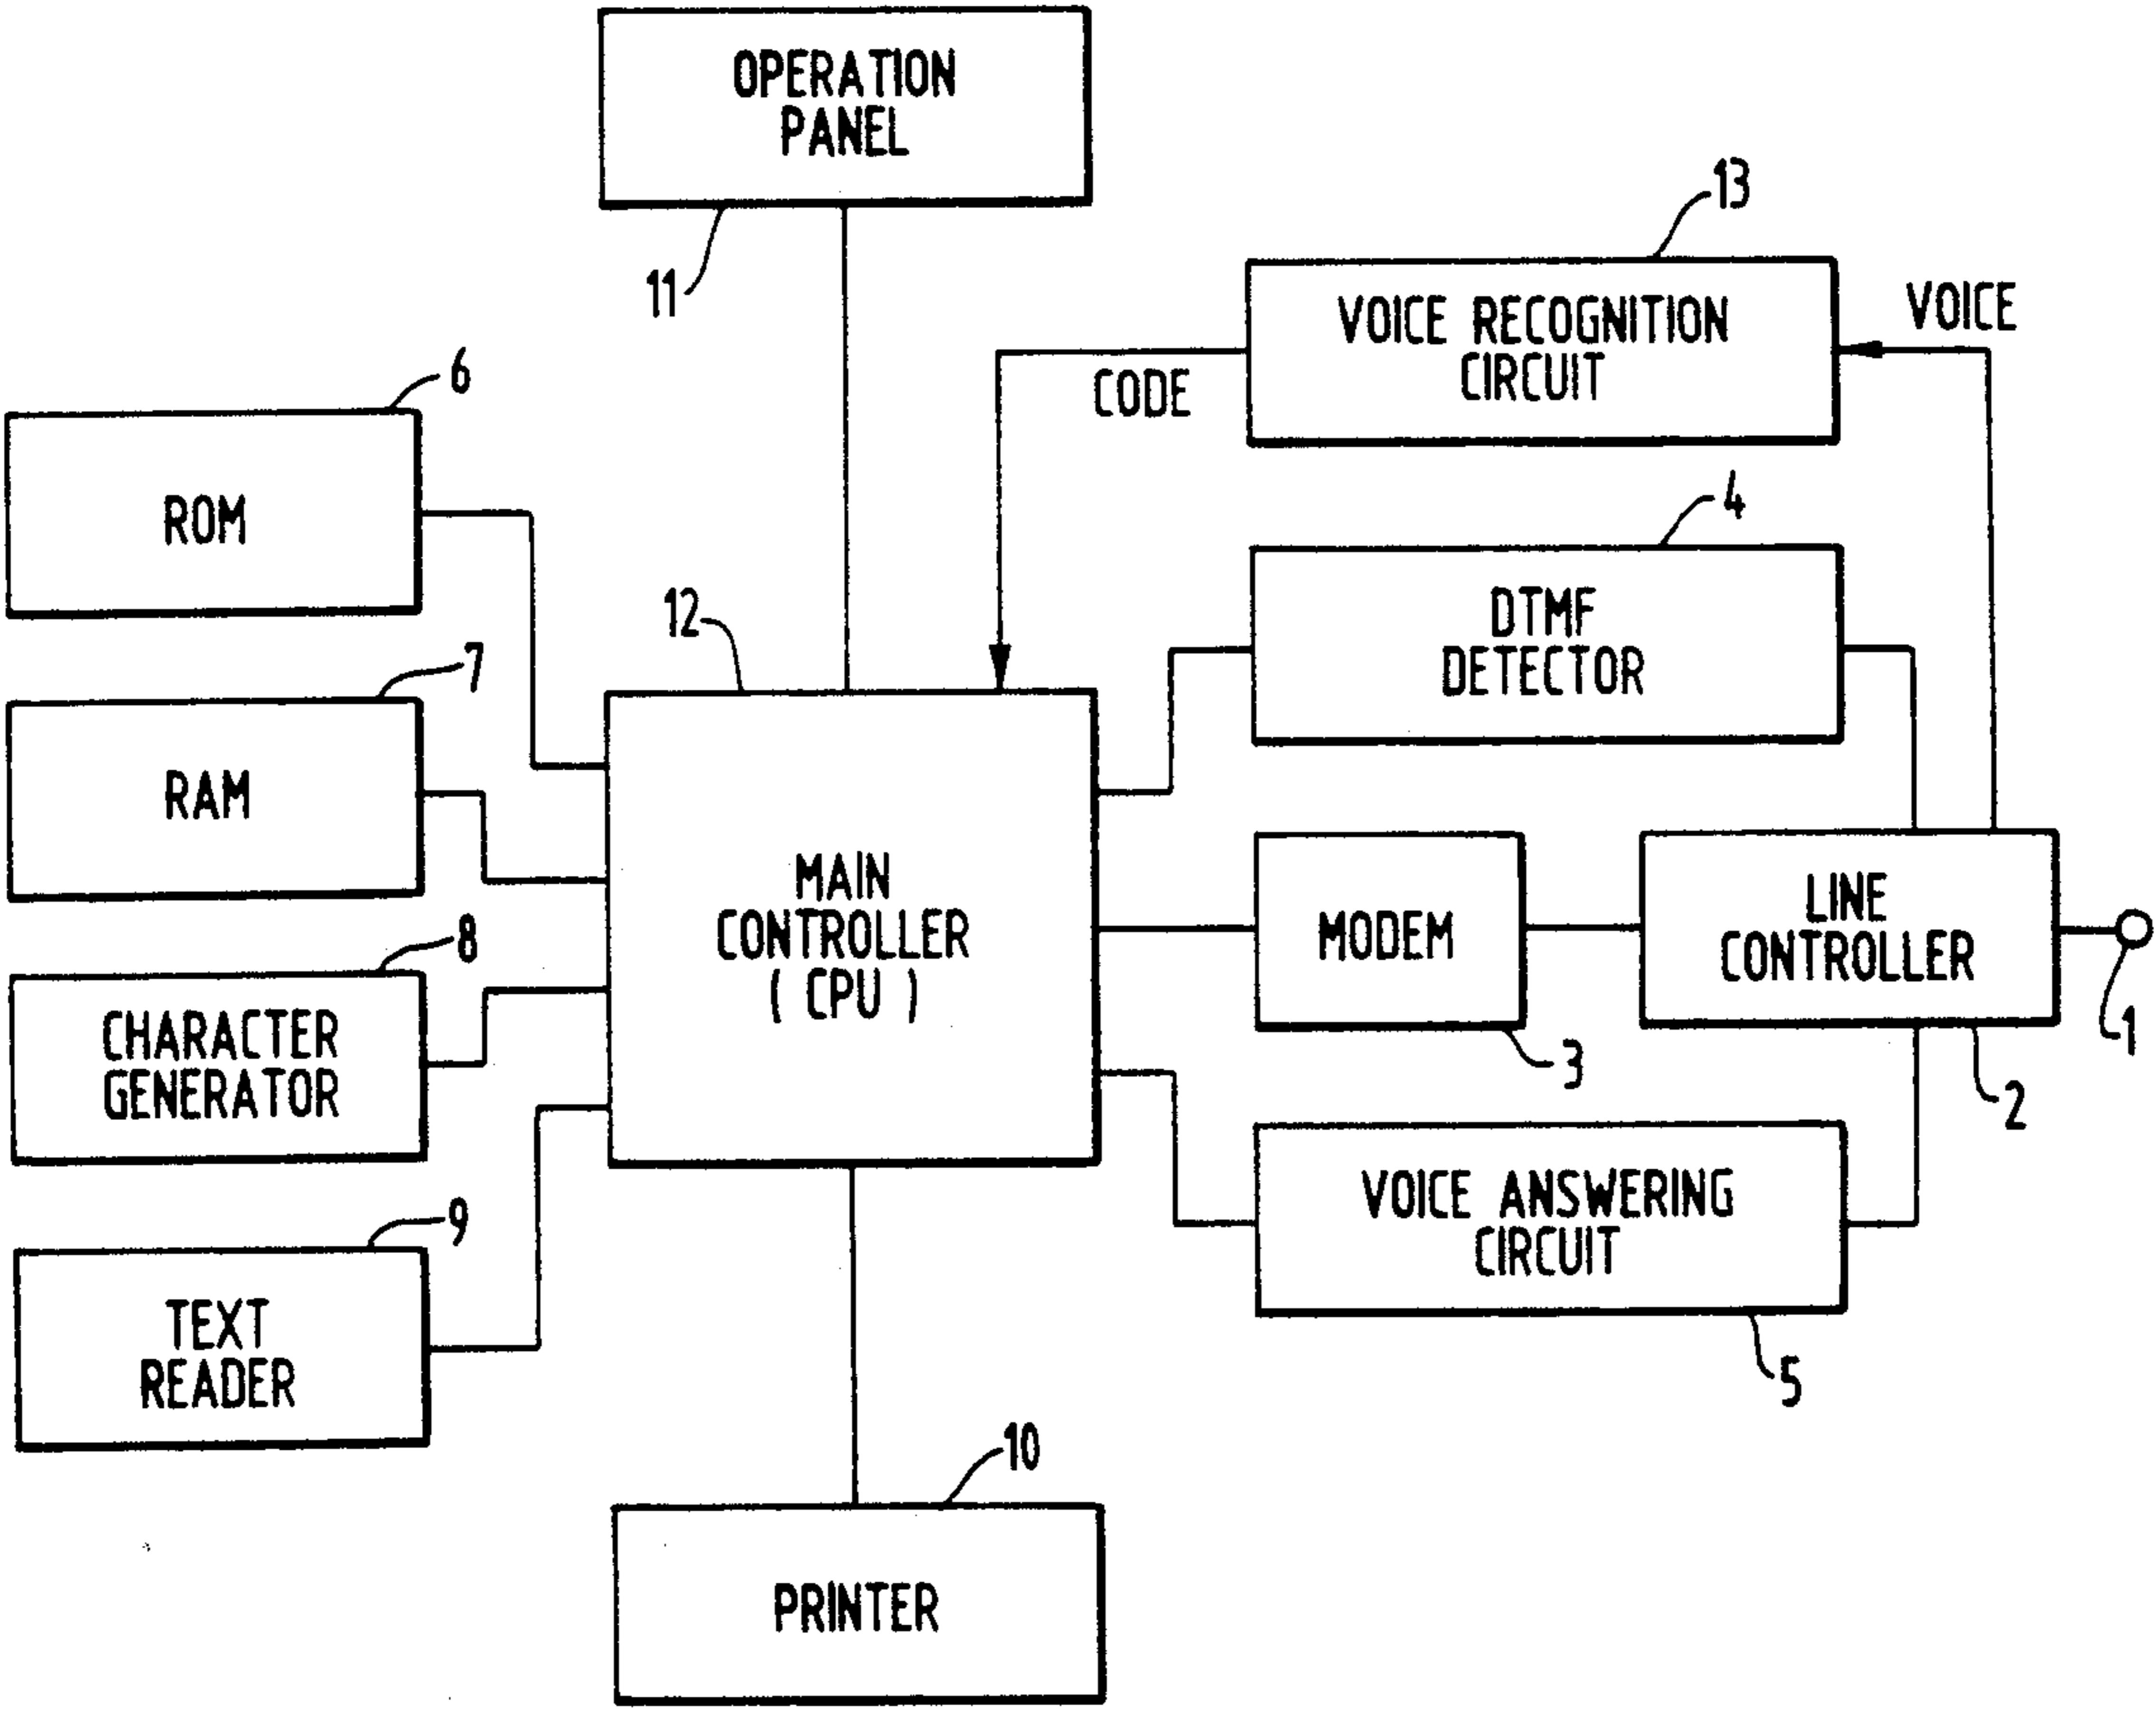 OPERATION
PANEL
11
13
VOICE RECOGNITION
CIRCUIT
VOICE
CODE
6
ROM
4
DTMF
DETECTOR
12
7
RAM
MAIN
CONTROLLER
( CPU )
MODEM
3
LINE
CONTROLLER
1
2
8
CHARACTER
GENERATOR
VOICE ANSWERING
CIRCUIT
5
9
TEXT
READER
10
PRINTER